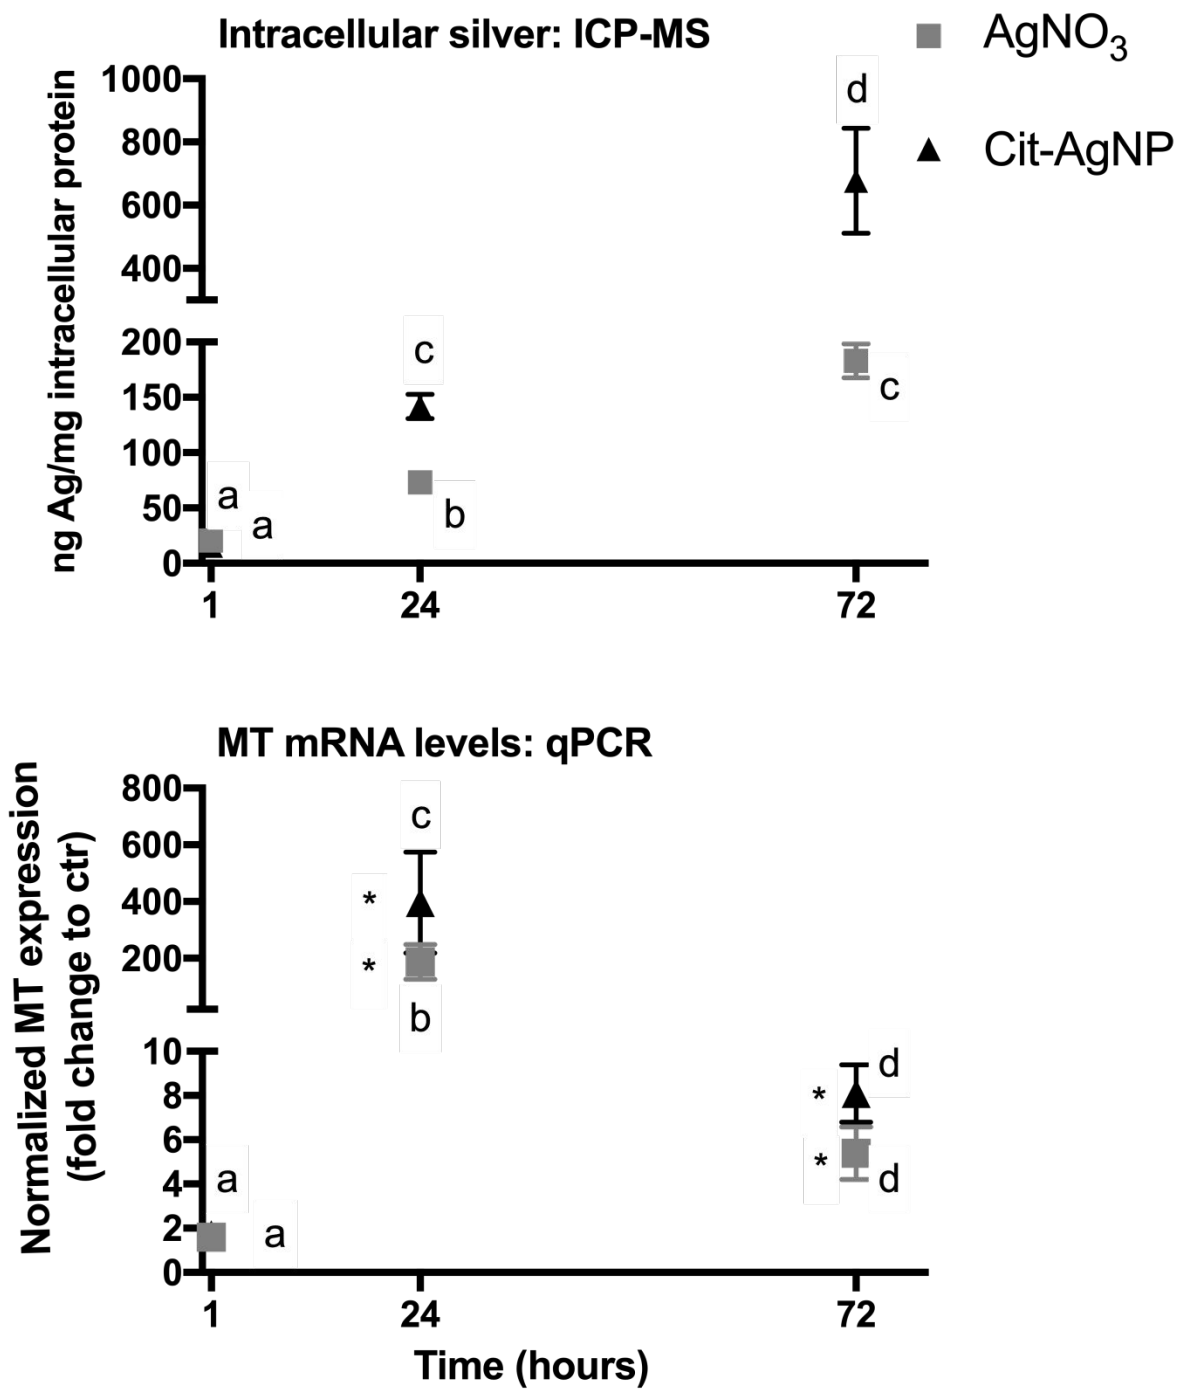 Intracellular silver: ICP-MS
AgNO3
Cit-AgNP
ng Ag/mg intracellular protein
1000
800
600
400
200
150
100
50
0
d
c
c
b
a
a
1 24 72
MT mRNA levels: qPCR
Normalized MT expression
(fold change to ctr)
800
600
400
200
10
8
6
4
2
0
c
*
*
b
d
*
*
d
a
a
1 24 72
Time (hours)